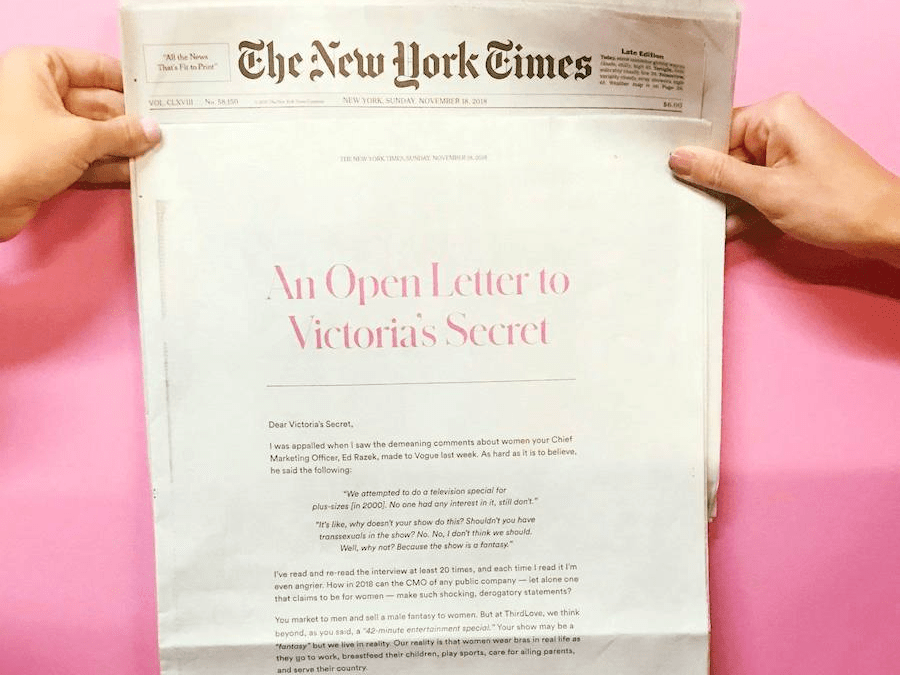 "All the News
That's Fit to Print"
The New York Times
Late Edition
VOL. CLXVIII No. 58,150
NEW YORK, SUNDAY, NOVEMBER 18, 2018
$6.00
THE NEW YORK TIMES, SUNDAY, NOVEMBER 18, 2018
An Open Letter to
Victoria's Secret
Dear Victoria's Secret,
I was appalled when I saw the demeaning comments about women your Chief
Marketing Officer, Ed Razek, made to Vogue last week. As hard as it is to believe,
he said the following:
"We attempted to do a television special for
plus-sizes [in 2000]. No one had any interest in it, still don't."
"It's like, why doesn't your show do this? Shouldn't you have
transsexuals in the show? No. No, I don't think we should.
Well, why not? Because the show is a fantasy."
I've read and re-read the interview at least 20 times, and each time I read it I'm
even angrier. How in 2018 can the CMO of any public company — let alone one
that claims to be for women — make such shocking, derogatory statements?
You market to men and sell a male fantasy to women. But at ThirdLove, we think
beyond, as you said, a "42-minute entertainment special." Your show may be a
"fantasy" but we live in reality. Our reality is that women wear bras in real life as
they go to work, breastfeed their children, play sports, care for ailing parents,
and serve their country.